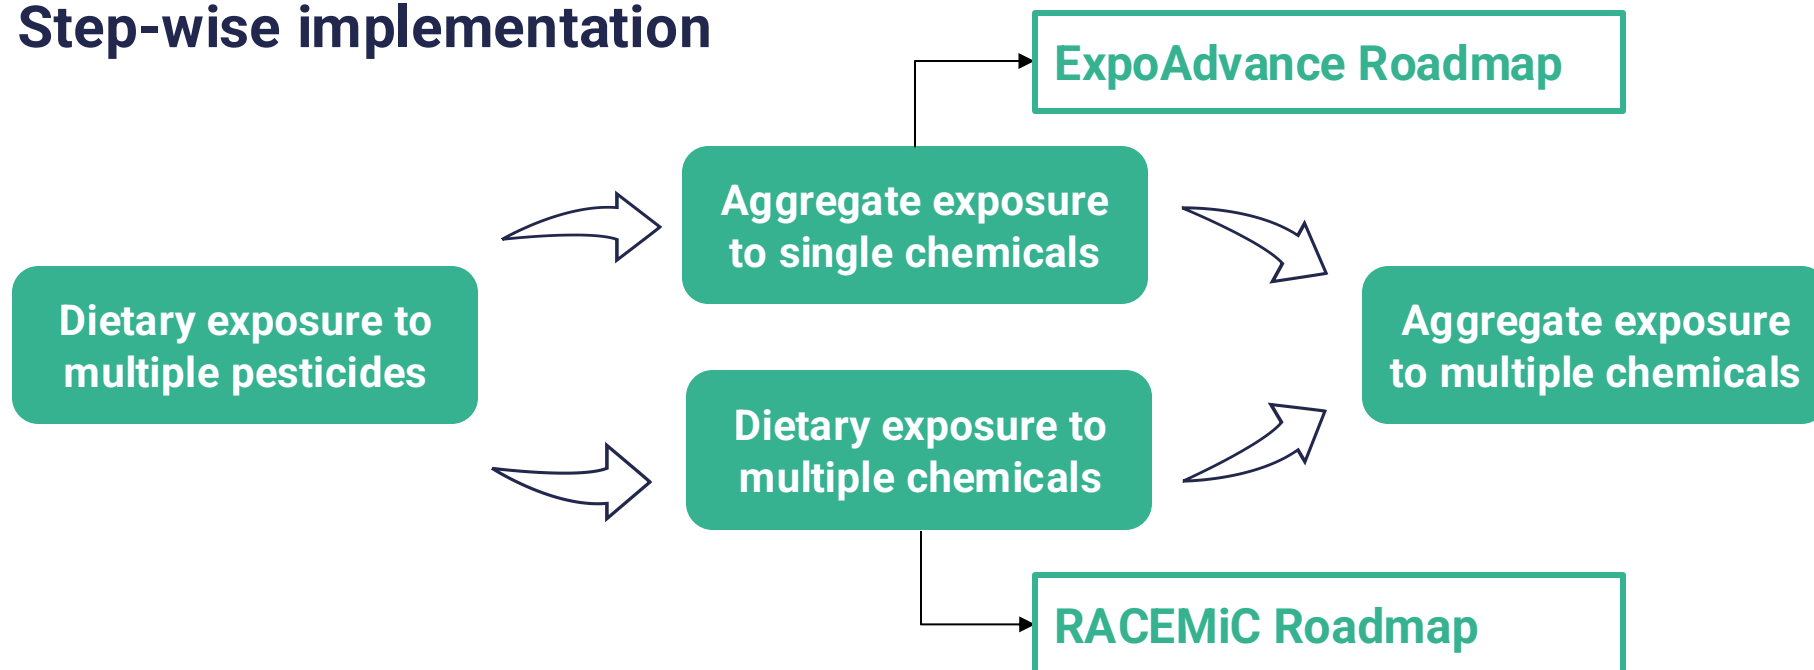 Step-wise implementation
ExpoAdvance Roadmap
Aggregate exposure
to single chemicals
Dietary exposure to
multiple pesticides
Aggregate exposure
to multiple chemicals
Dietary exposure to
multiple chemicals
RACEMiC Roadmap